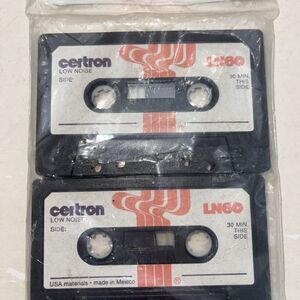 certron LN60
LOW NOISE
SIDE: 30 MIN.
THIS
SIDE
certron LN60
LOW NOISE
SIDE: 30 MIN.
THIS
SIDE
USA materials • made in Mexico ®